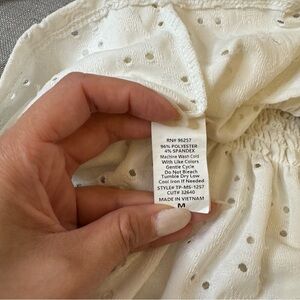 RN# 96257
96% POLYESTER
4% SPANDEX
Machine Wash Cold
With Like Colors
Gentle Cycle
Do Not Bleach
Tumble Dry Low
Cool Iron If Needed
STYLE# TP-MS-1257
CUT# 32640
MADE IN VIETNAM
M